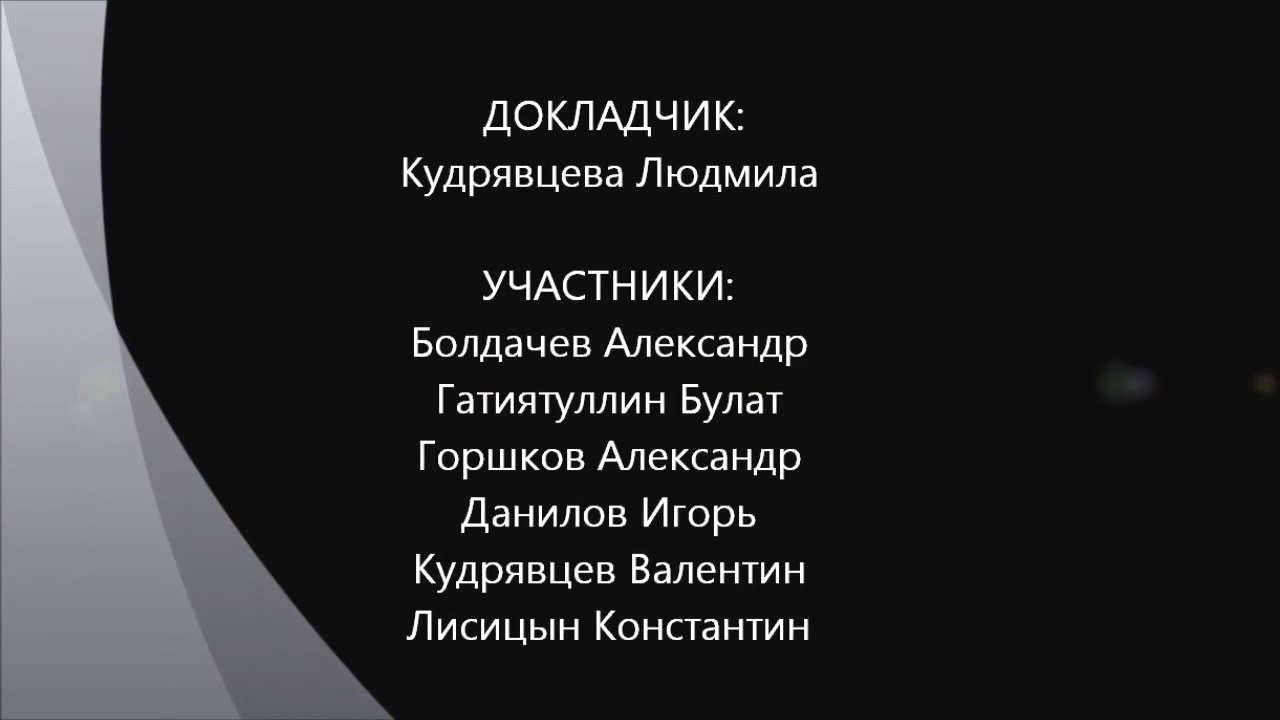 ДОКЛАДЧИК:
Кудрявцева Людмила
УЧАСТНИКИ:
Болдачев Александр
Гатиятуллин Булат
Горшков Александр
Данилов Игорь
Кудрявцев Валентин
Лисицын Константин